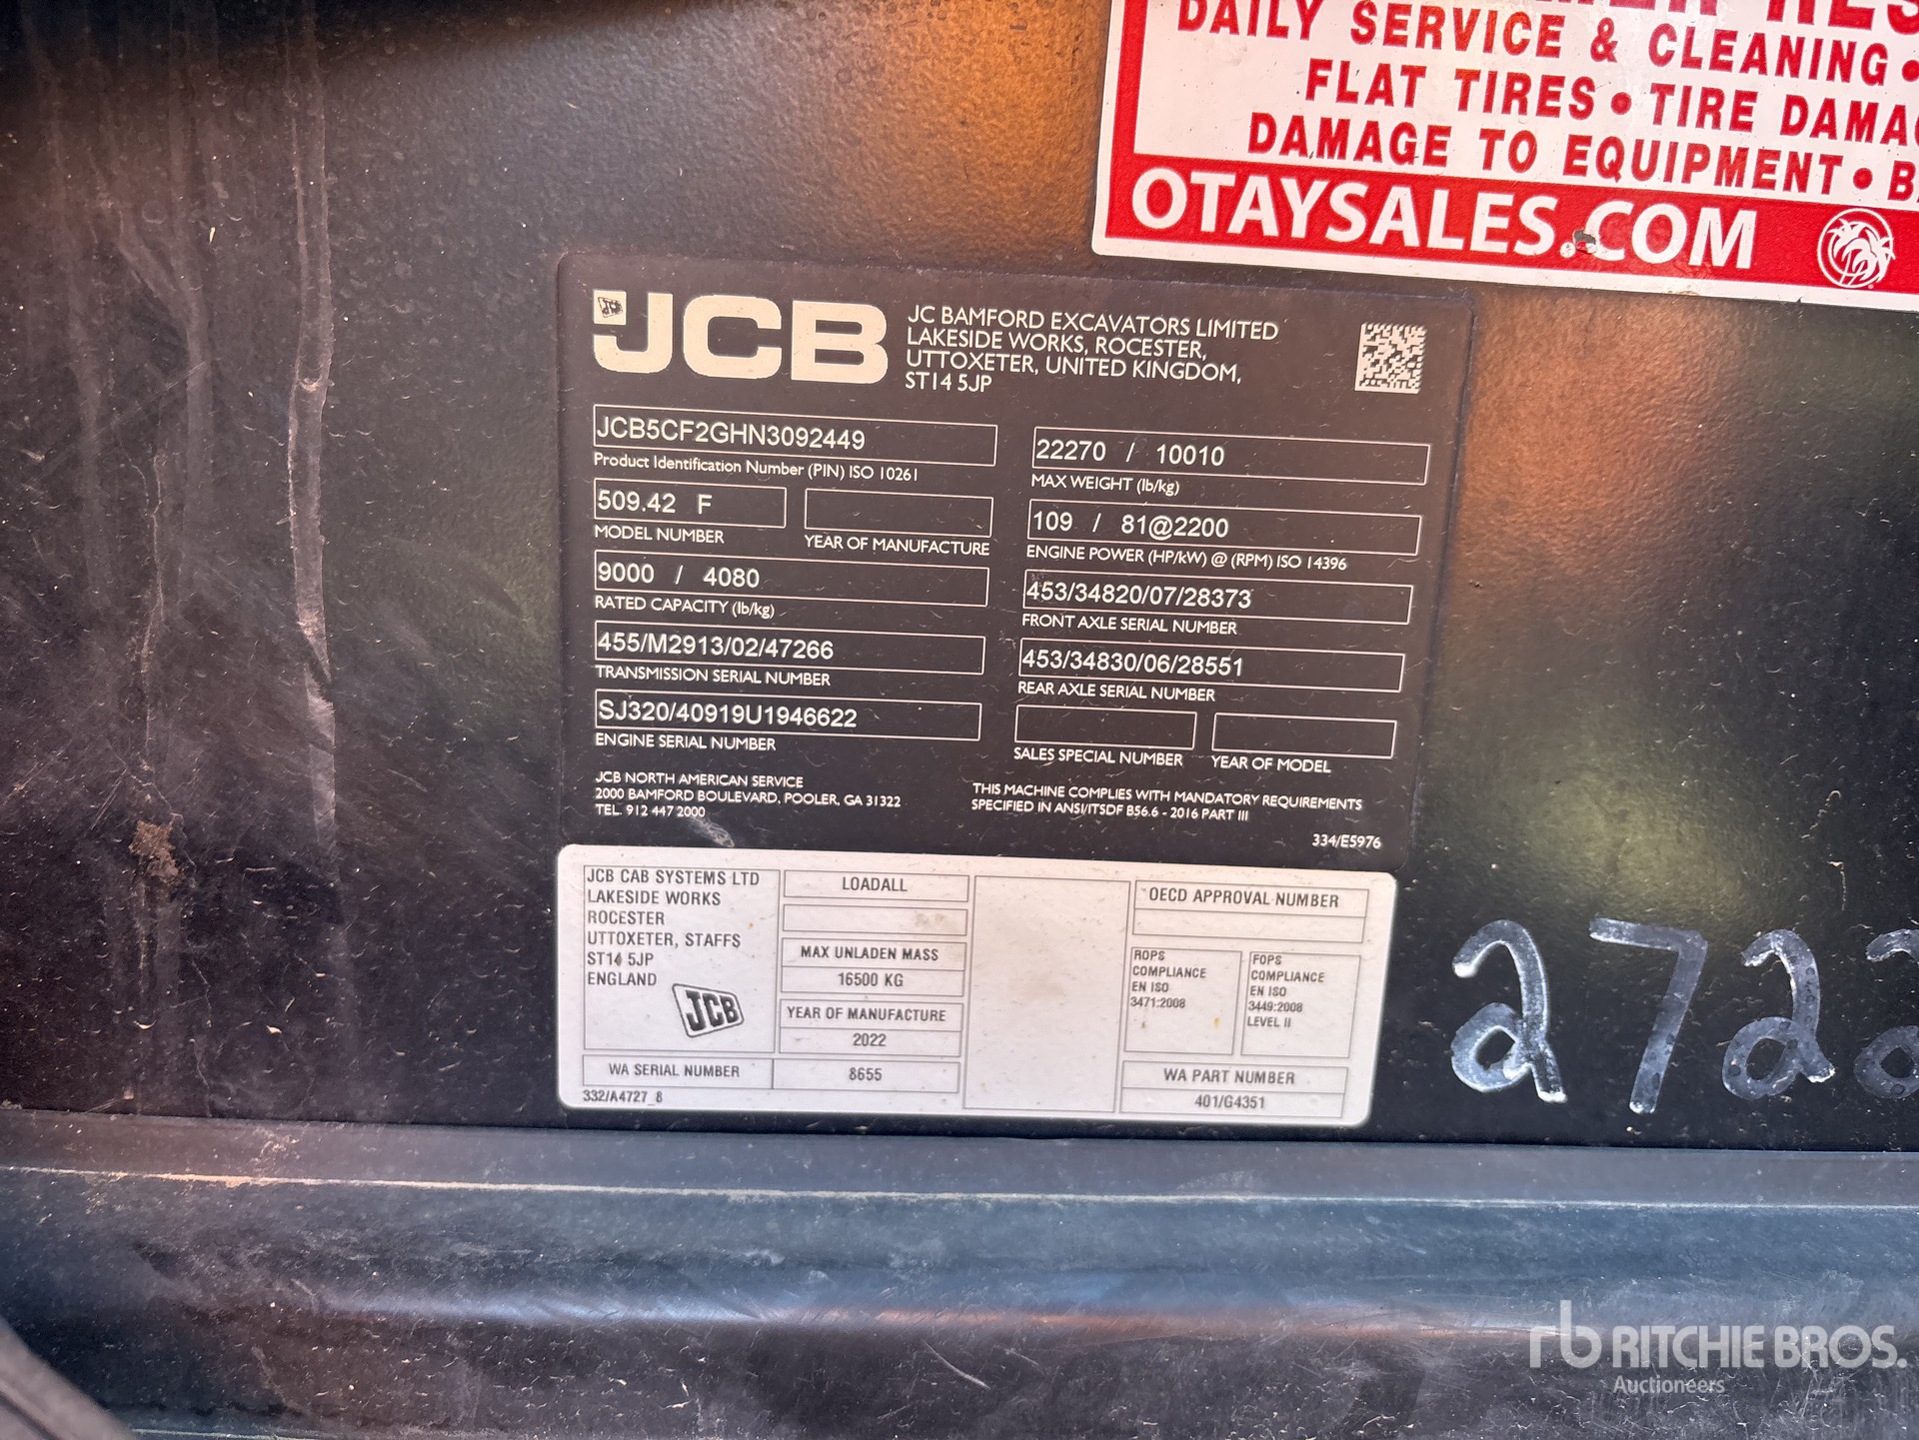 DAILY SERVICE & CLEANING •
FLAT TIRES • TIRE
DAMAGE TO EQUIPMENT •
OTAYSALES.COM
JCB
JC BAMFORD EXCAVATORS LIMITED
LAKESIDE WORKS, ROCESTER,
UTTOXETER, UNITED KINGDOM,
ST14 5JP
JCB5CF2GHN3092449
Product Identification Number (PIN) ISO 10261
509.42 F
MODEL NUMBER
YEAR OF MANUFACTURE
9000 / 4080
RATED CAPACITY (lb/kg)
455/M2913/02/47266
TRANSMISSION SERIAL NUMBER
SJ320/40919U1946622
ENGINE SERIAL NUMBER
22270 / 10010
MAX WEIGHT (lb/kg)
109 / 81@2200
ENGINE POWER (HP/kW) @ (RPM) ISO 14396
453/34820/07/28373
FRONT AXLE SERIAL NUMBER
453/34830/06/28551
REAR AXLE SERIAL NUMBER
SALES SPECIAL NUMBER
YEAR OF MODEL
JCB NORTH AMERICAN SERVICE
2000 BAMFORD BOULEVARD, POOLER, GA 31322
TEL. 912 447 2000
THIS MACHINE COMPLIES WITH MANDATORY REQUIREMENTS
SPECIFIED IN ANSI/ITSDF B56.6 - 2016 PART III
334/E5976
JCB CAB SYSTEMS LTD
LAKESIDE WORKS
ROCESTER
UTTOXETER, STAFFS
ST14 5JP
ENGLAND
JCB
LOADALL
MAX UNLADEN MASS
16500 KG
YEAR OF MANUFACTURE
2022
WA SERIAL NUMBER
8655
332/A4727_8
OECD APPROVAL NUMBER
ROPS
COMPLIANCE
EN ISO
3471:2008
FOPS
COMPLIANCE
EN ISO
3449:2008
LEVEL II
WA PART NUMBER
401/G4351
272
rb RITCHIE BROS.
Auctioneers